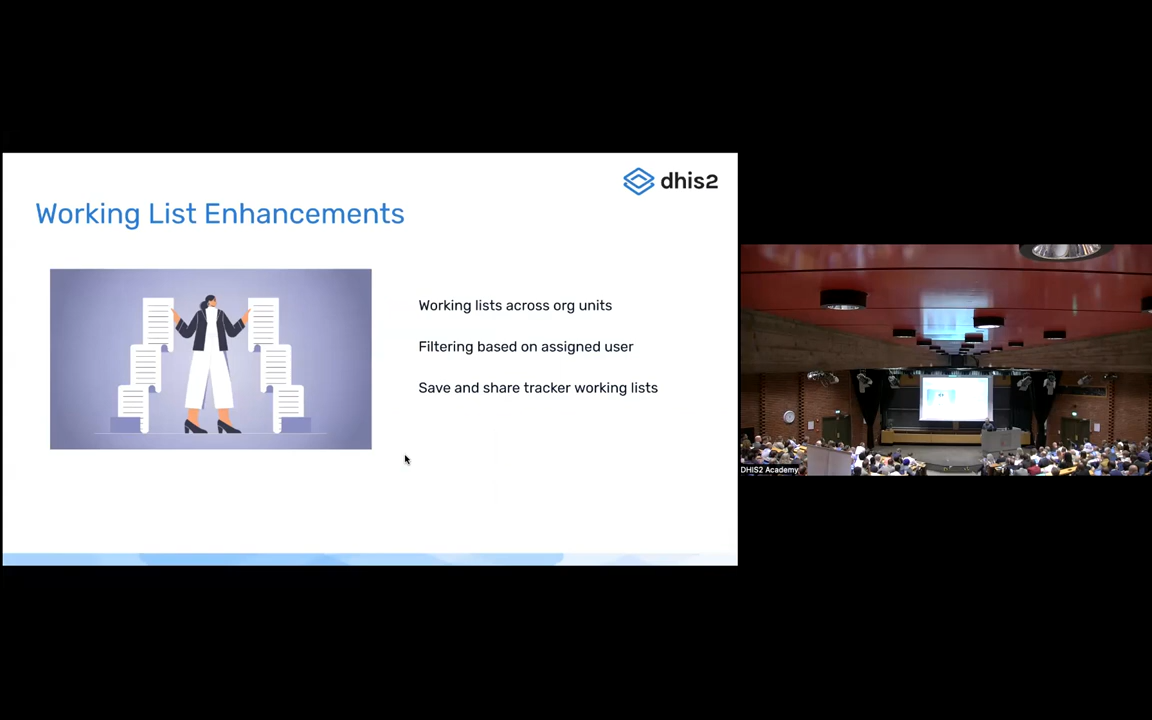 dhis2
Working List Enhancements
Working lists across org units
Filtering based on assigned user
Save and share tracker working lists
DHIS2 Academy